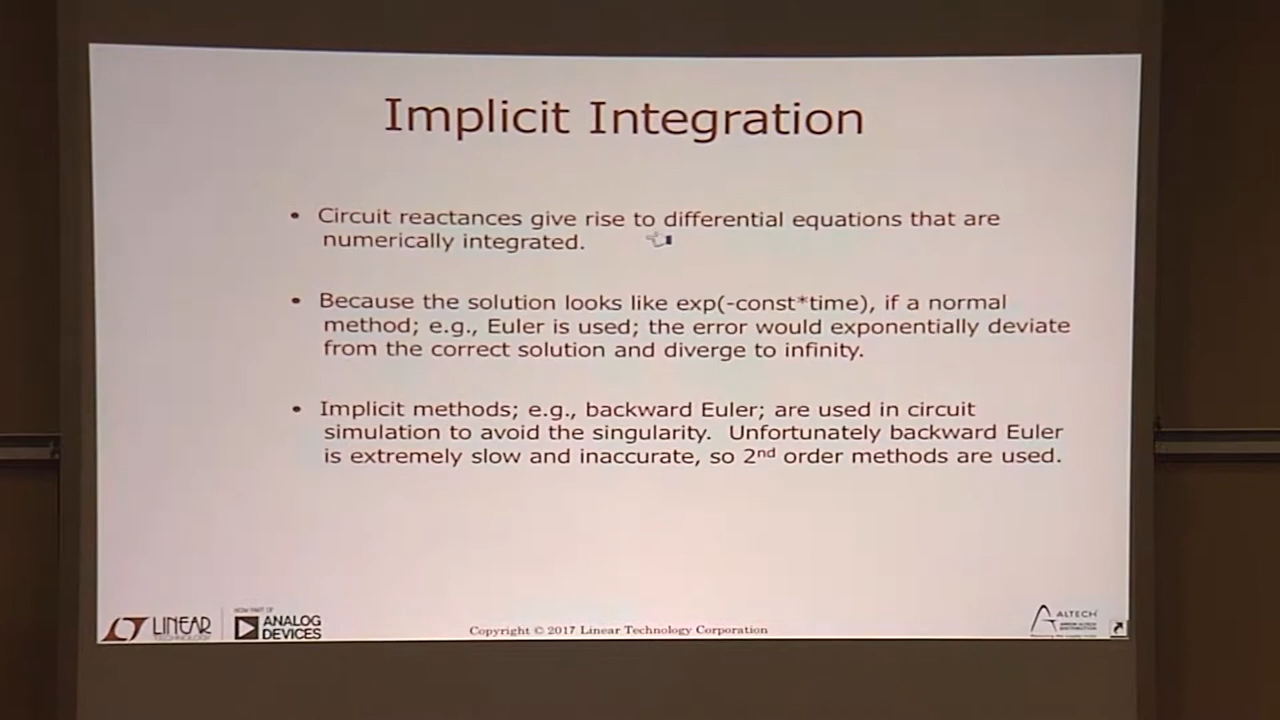 Implicit Integration
• Circuit reactances give rise to differential equations that are
numerically integrated.
• Because the solution looks like exp(-const*time), if a normal
method; e.g., Euler is used; the error would exponentially deviate
from the correct solution and diverge to infinity.
• Implicit methods; e.g., backward Euler; are used in circuit
simulation to avoid the singularity. Unfortunately backward Euler
is extremely slow and inaccurate, so 2nd order methods are used.
LINEAR
TECHNOLOGY
NOW PART OF
ANALOG
DEVICES
Copyright © 2017 Linear Technology Corporation
ALTECH